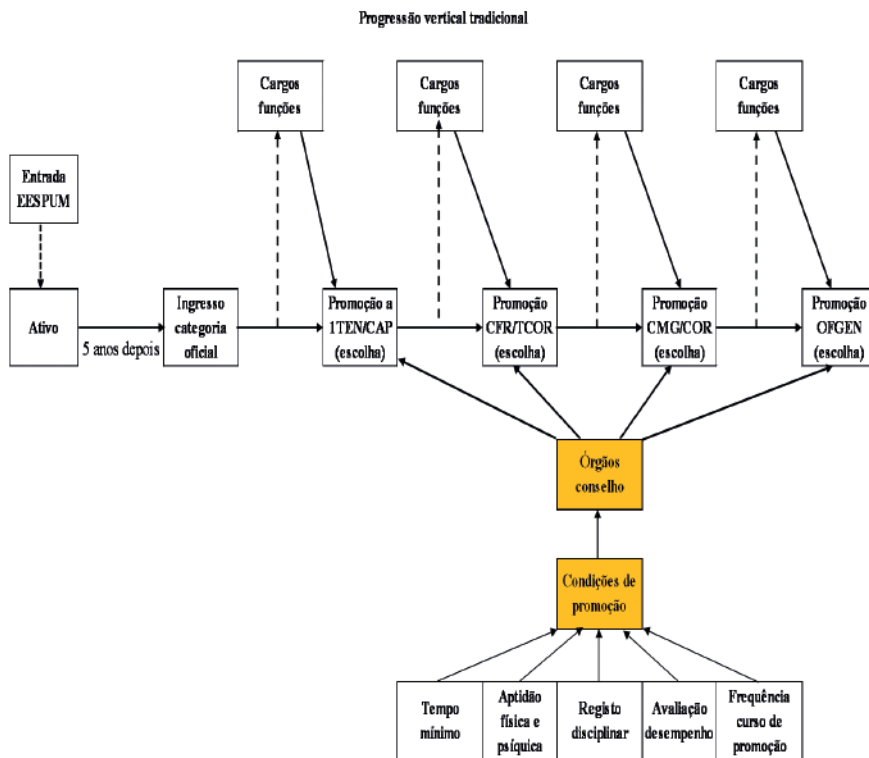 Progressão vertical tradicional
Cargos
funções
Cargos
funções
Cargos
funções
Cargos
funções
Entrada
EESPUM
Ativo
5 anos depois
Ingresso
categoria
oficial
Promoção a
1TEN/CAP
(escolha)
Promoção
CFR/TCOR
(escolha)
Promoção
CMG/COR
(escolha)
Promoção
OFGEN
(escolha)
Órgãos
conselho
Condições de
promoção
Tempo
mínimo
Aptidão
física e
psíquica
Registo
disciplinar
Avaliação
desempenho
Frequência
curso de
promoção